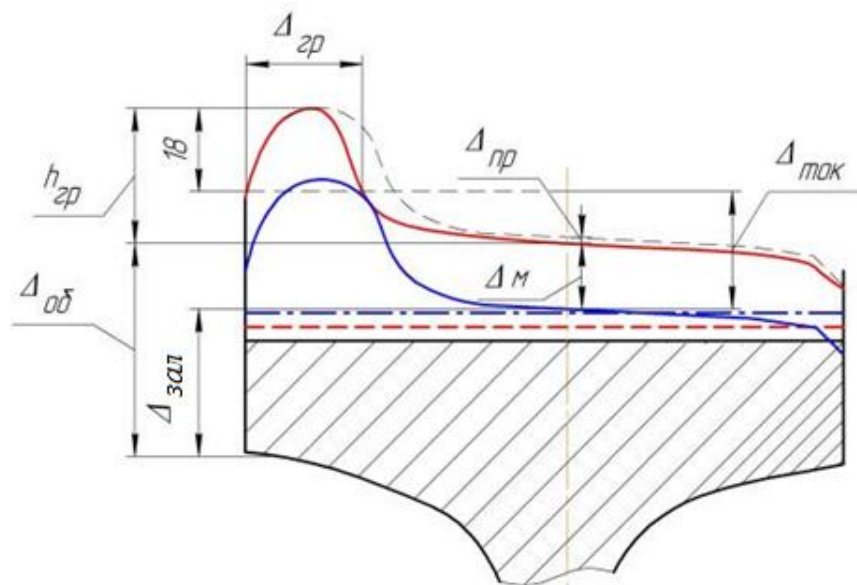 Δ гр
18
h гр
Δ пр
Δ ток
Δ м
Δ об
Δ зал